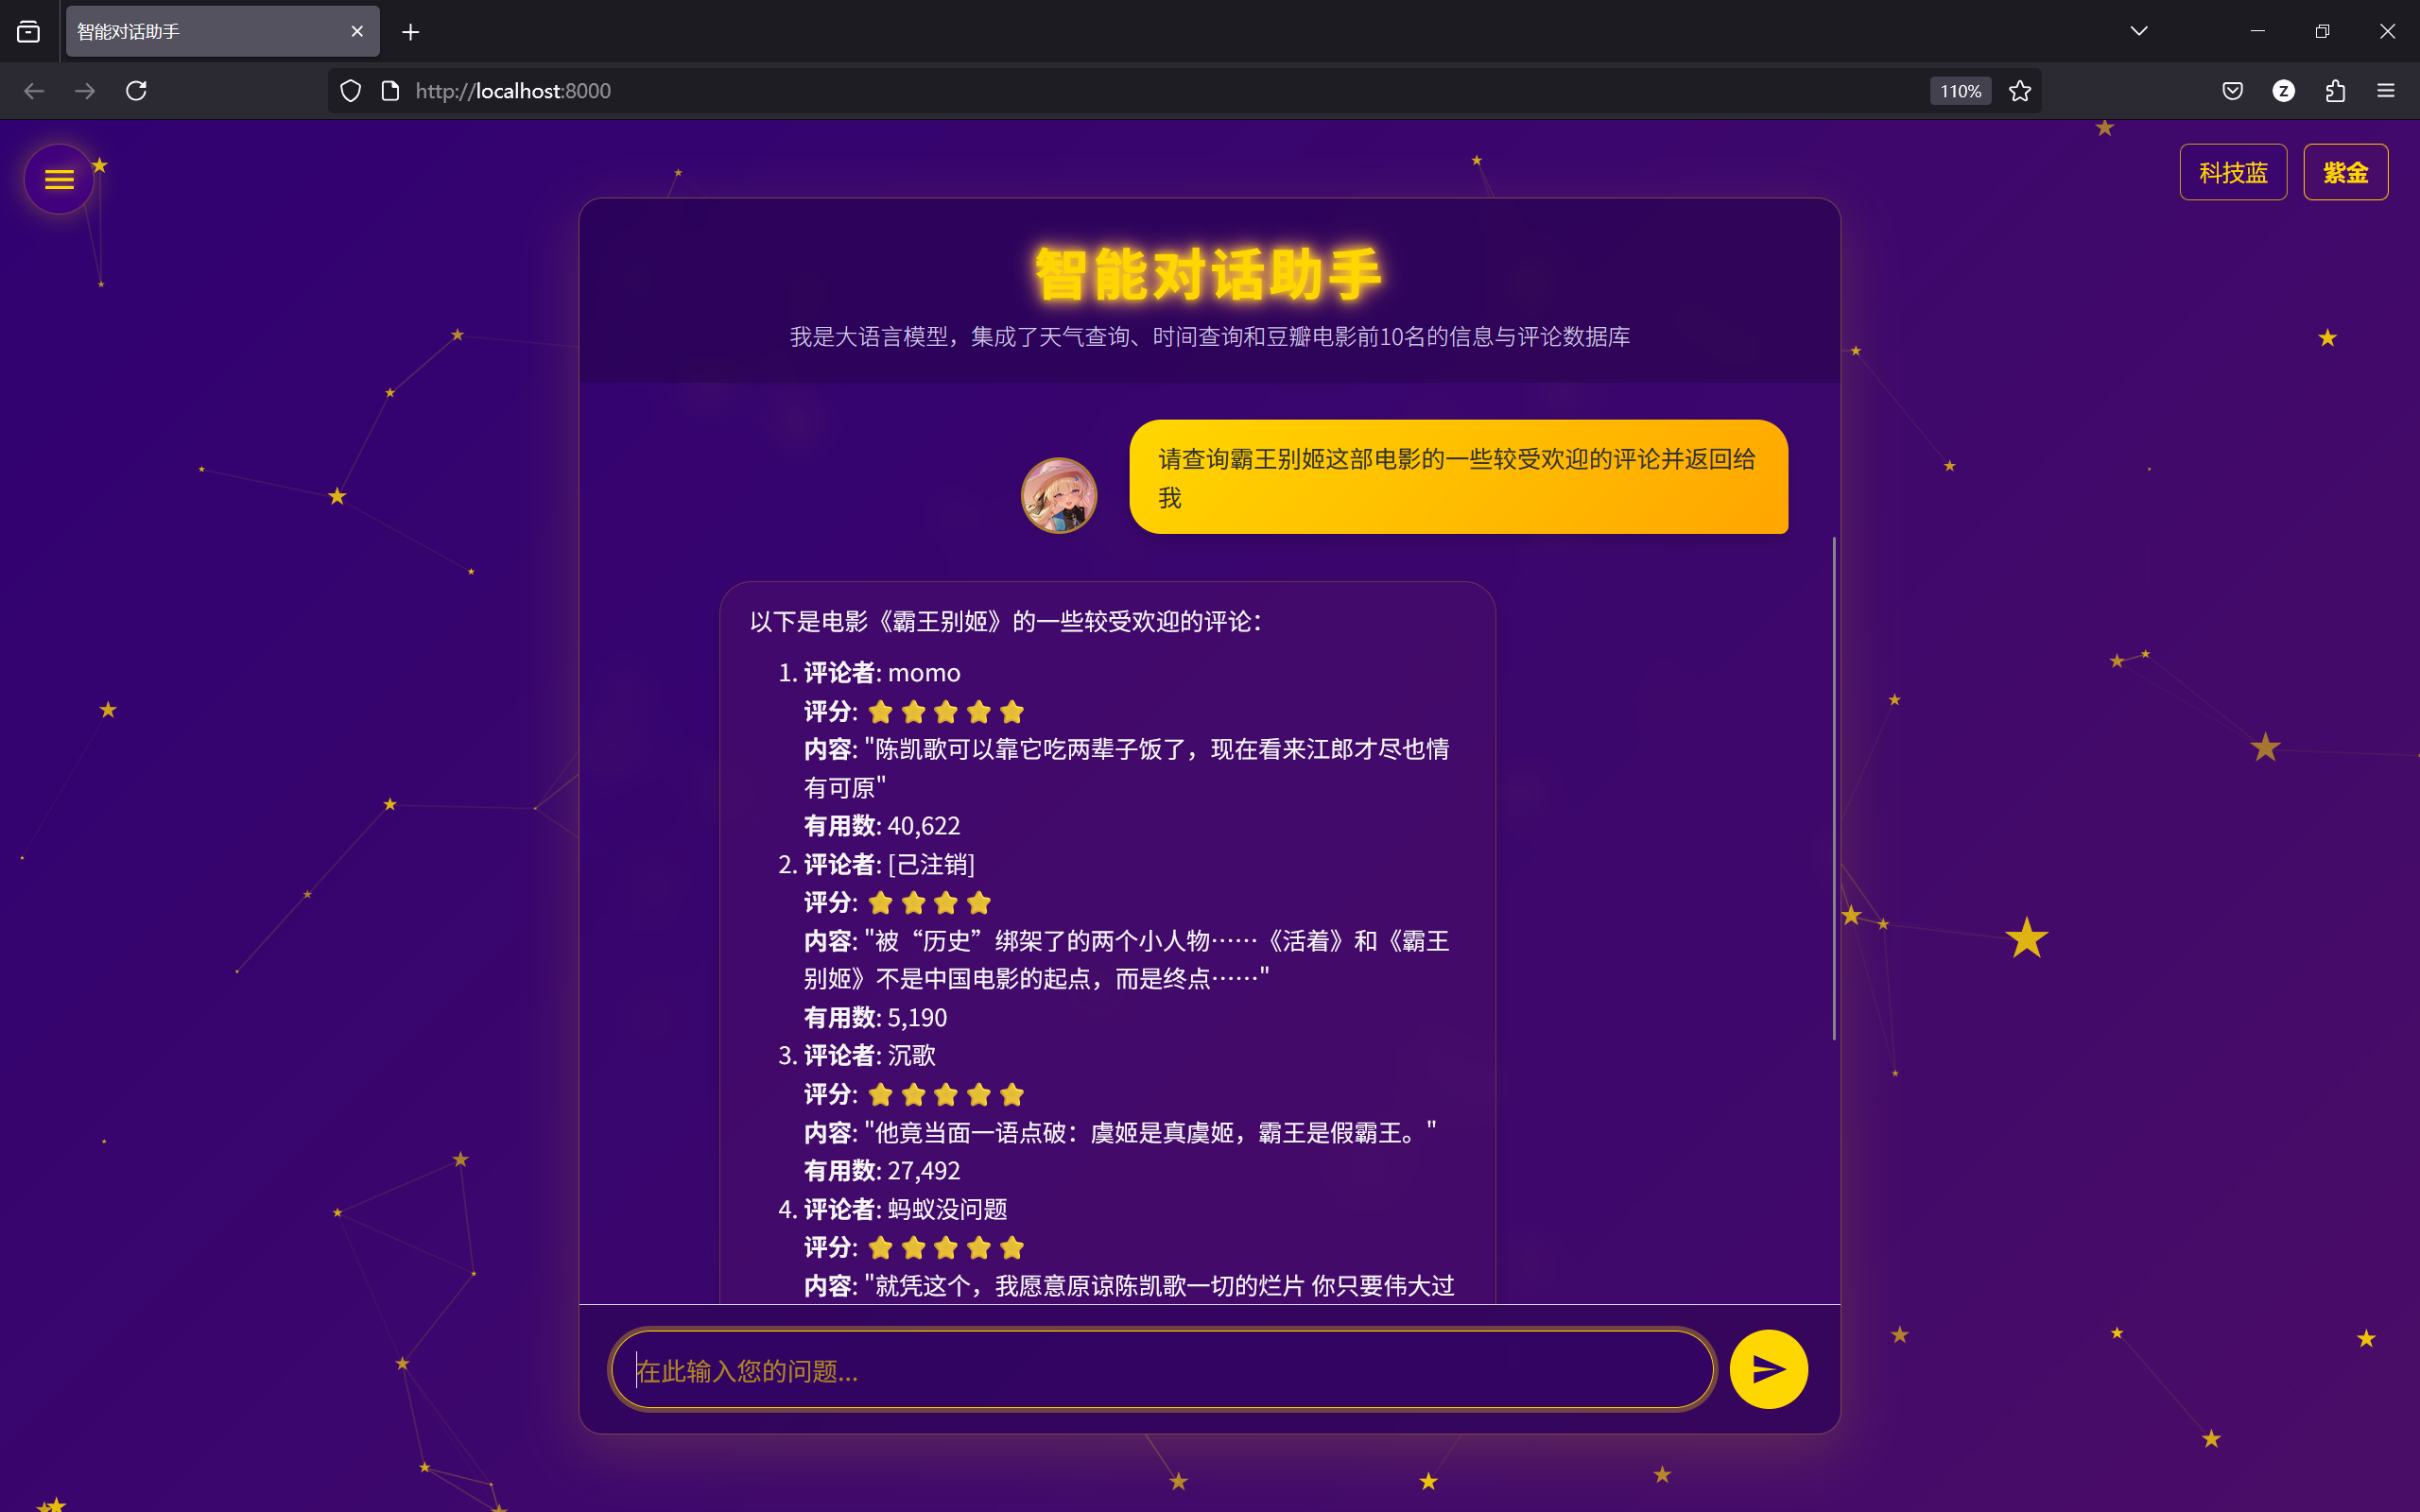 智能对话助手
http://localhost:8000
110%
Z
科技蓝
紫金
智能对话助手
我是大语言模型，集成了天气查询、时间查询和豆瓣电影前10名的信息与评论数据库
请查询霸王别姬这部电影的一些较受欢迎的评论并返回给
我
以下是电影《霸王别姬》的一些较受欢迎的评论：
1. 评论者: momo
评分: ⭐⭐⭐⭐⭐
内容: "陈凯歌可以靠它吃两辈子饭了，现在看来江郎才尽也情
有可原"
有用数: 40,622
2. 评论者: [己注销]
评分: ⭐⭐⭐⭐
内容: "被“历史”绑架了的两个小人物……《活着》和《霸王
别姬》不是中国电影的起点，而是终点……"
有用数: 5,190
3. 评论者: 沉歌
评分: ⭐⭐⭐⭐⭐
内容: "他竟当面一语点破：虞姬是真虞姬，霸王是假霸王。"
有用数: 27,492
4. 评论者: 蚂蚁没问题
评分: ⭐⭐⭐⭐⭐
内容: "就凭这个，我愿意原谅陈凯歌一切的烂片 你只要伟大过
在此输入您的问题...